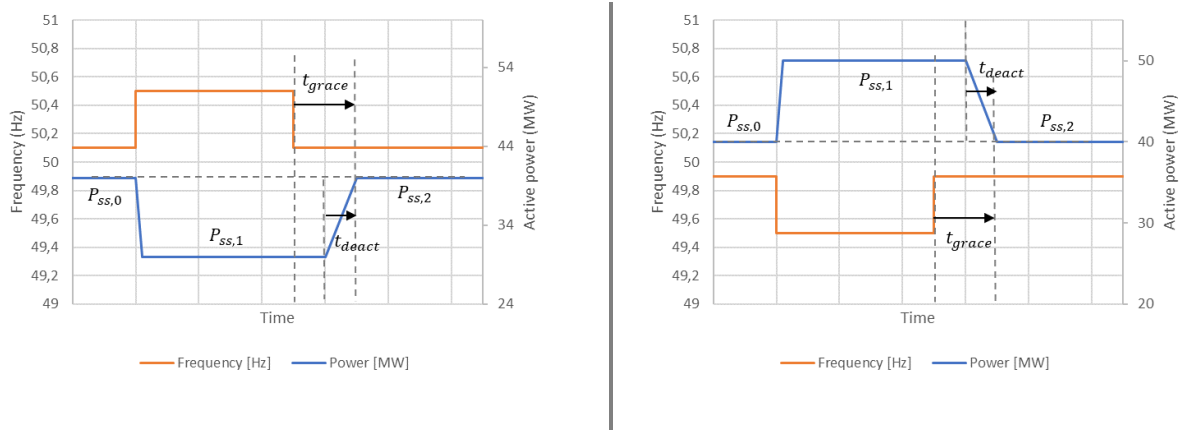 51
50,8
50,6
50,4
50,2
50
49,8
49,6
49,4
49,2
49
Frequency (Hz)
54
44
34
24
Active power (MW)
t_grace
P_ss,0
P_ss,1
P_ss,2
t_deact
Time
Frequency [Hz] Power [MW]
51
50,8
50,6
50,4
50,2
50
49,8
49,6
49,4
49,2
49
Frequency (Hz)
50
40
30
20
Active power (MW)
P_ss,1
t_deact
P_ss,0
P_ss,2
t_grace
Time
Frequency [Hz] Power [MW]